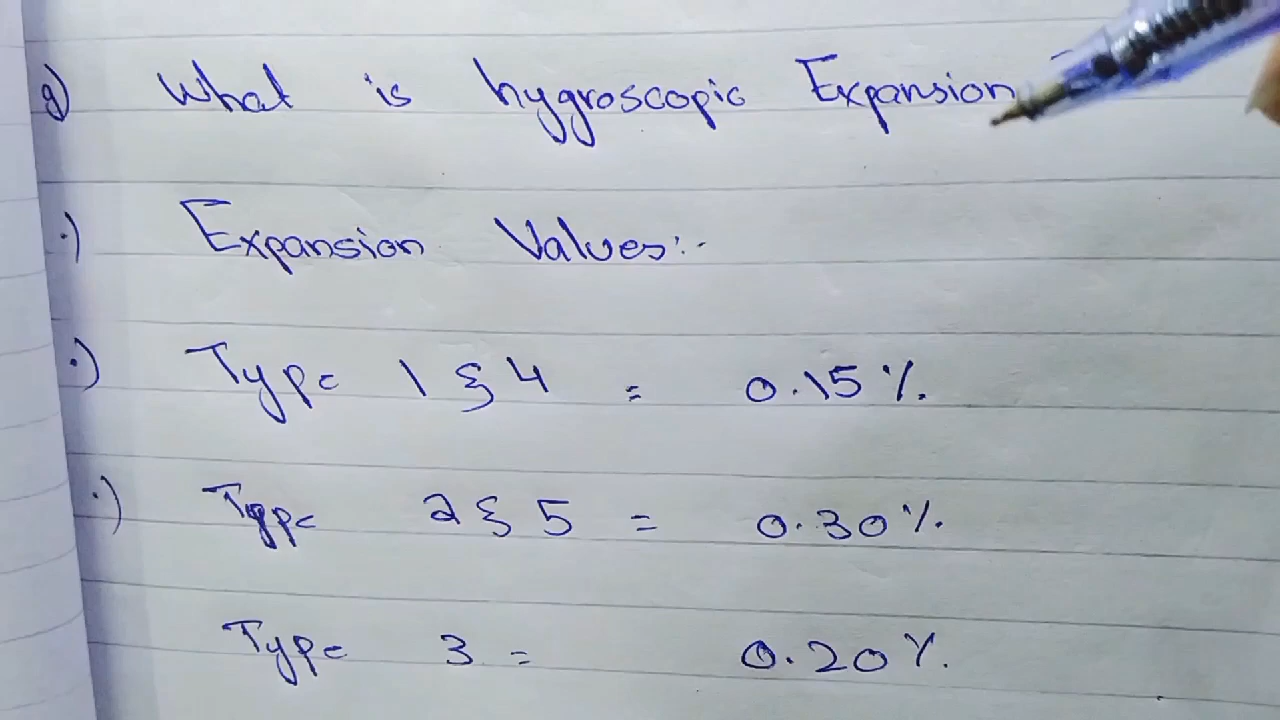 9) What is hygroscopic Expansion
·) Expansion Values:-
·) Type 1 & 4 = 0.15%.
·) Type 2 & 5 = 0.30%.
Type 3 = 0.20%.